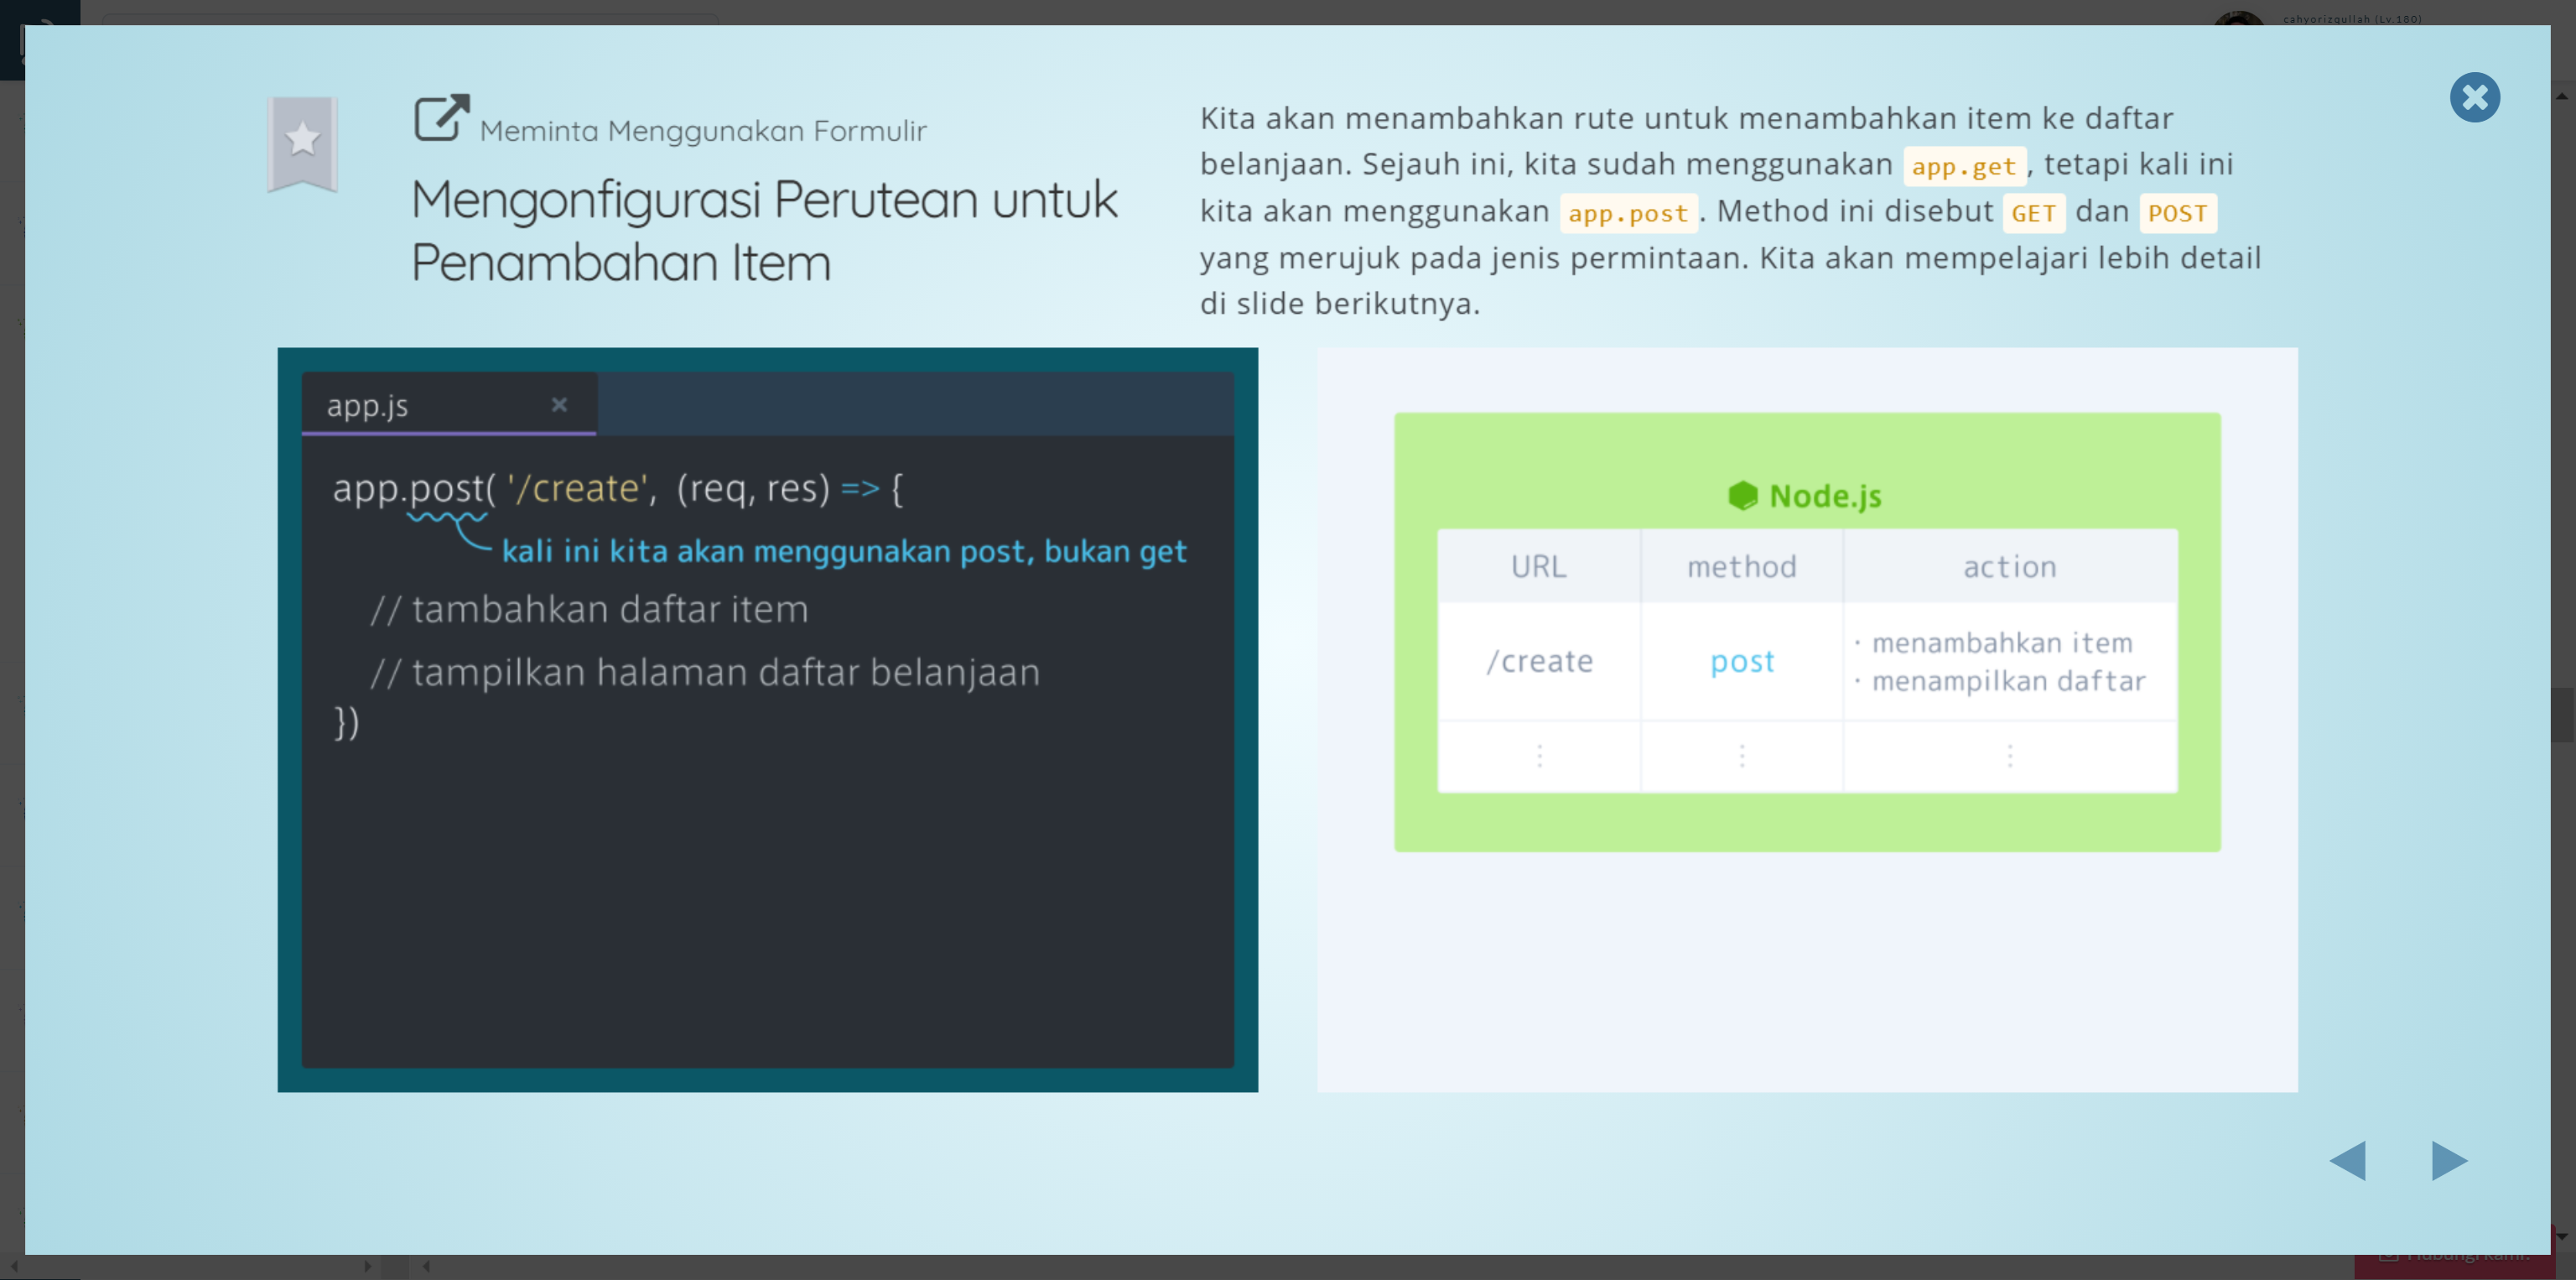 cahyorizqullah (Lv.180)
Meminta Menggunakan Formulir
Mengonfigurasi Perutean untuk
Penambahan Item
Kita akan menambahkan rute untuk menambahkan item ke daftar
belanjaan. Sejauh ini, kita sudah menggunakan app.get, tetapi kali ini
kita akan menggunakan app.post. Method ini disebut GET dan POST
yang merujuk pada jenis permintaan. Kita akan mempelajari lebih detail
di slide berikutnya.
app.js
app.post( '/create', (req, res) => {
kali ini kita akan menggunakan post, bukan get
// tambahkan daftar item
// tampilkan halaman daftar belanjaan
})
Node.js
URL method action
/create post · menambahkan item
· menampilkan daftar